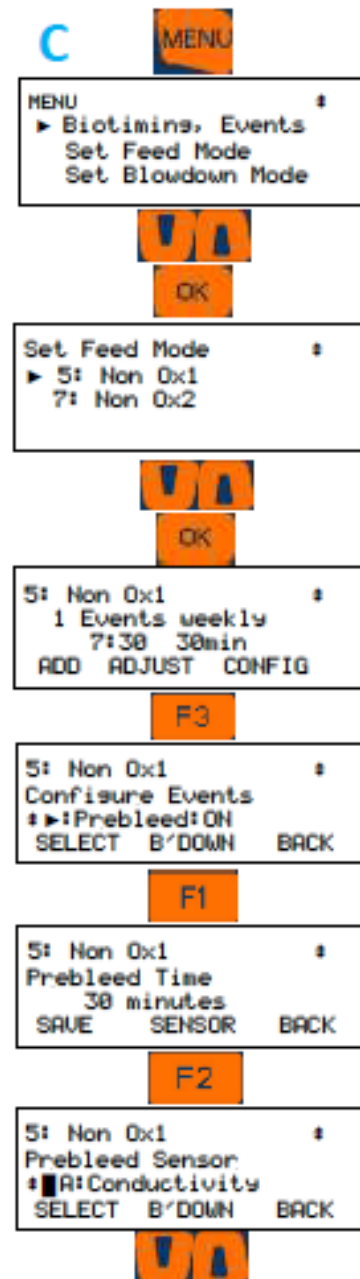 C
MENU
MENU
► Biotiming, Events
Set Feed Mode
Set Blowdown Mode
OK
Set Feed Mode
► 5: Non Ox1
7: Non Ox2
OK
5: Non Ox1
1 Events weekly
7:30 30min
ADD ADJUST CONFIG
F3
5: Non Ox1
Configure Events
►:Prebleed:ON
SELECT B'DOWN BACK
F1
5: Non Ox1
Prebleed Time
30 minutes
SAVE SENSOR BACK
F2
5: Non Ox1
Prebleed Sensor
A:Conductivity
SELECT B'DOWN BACK